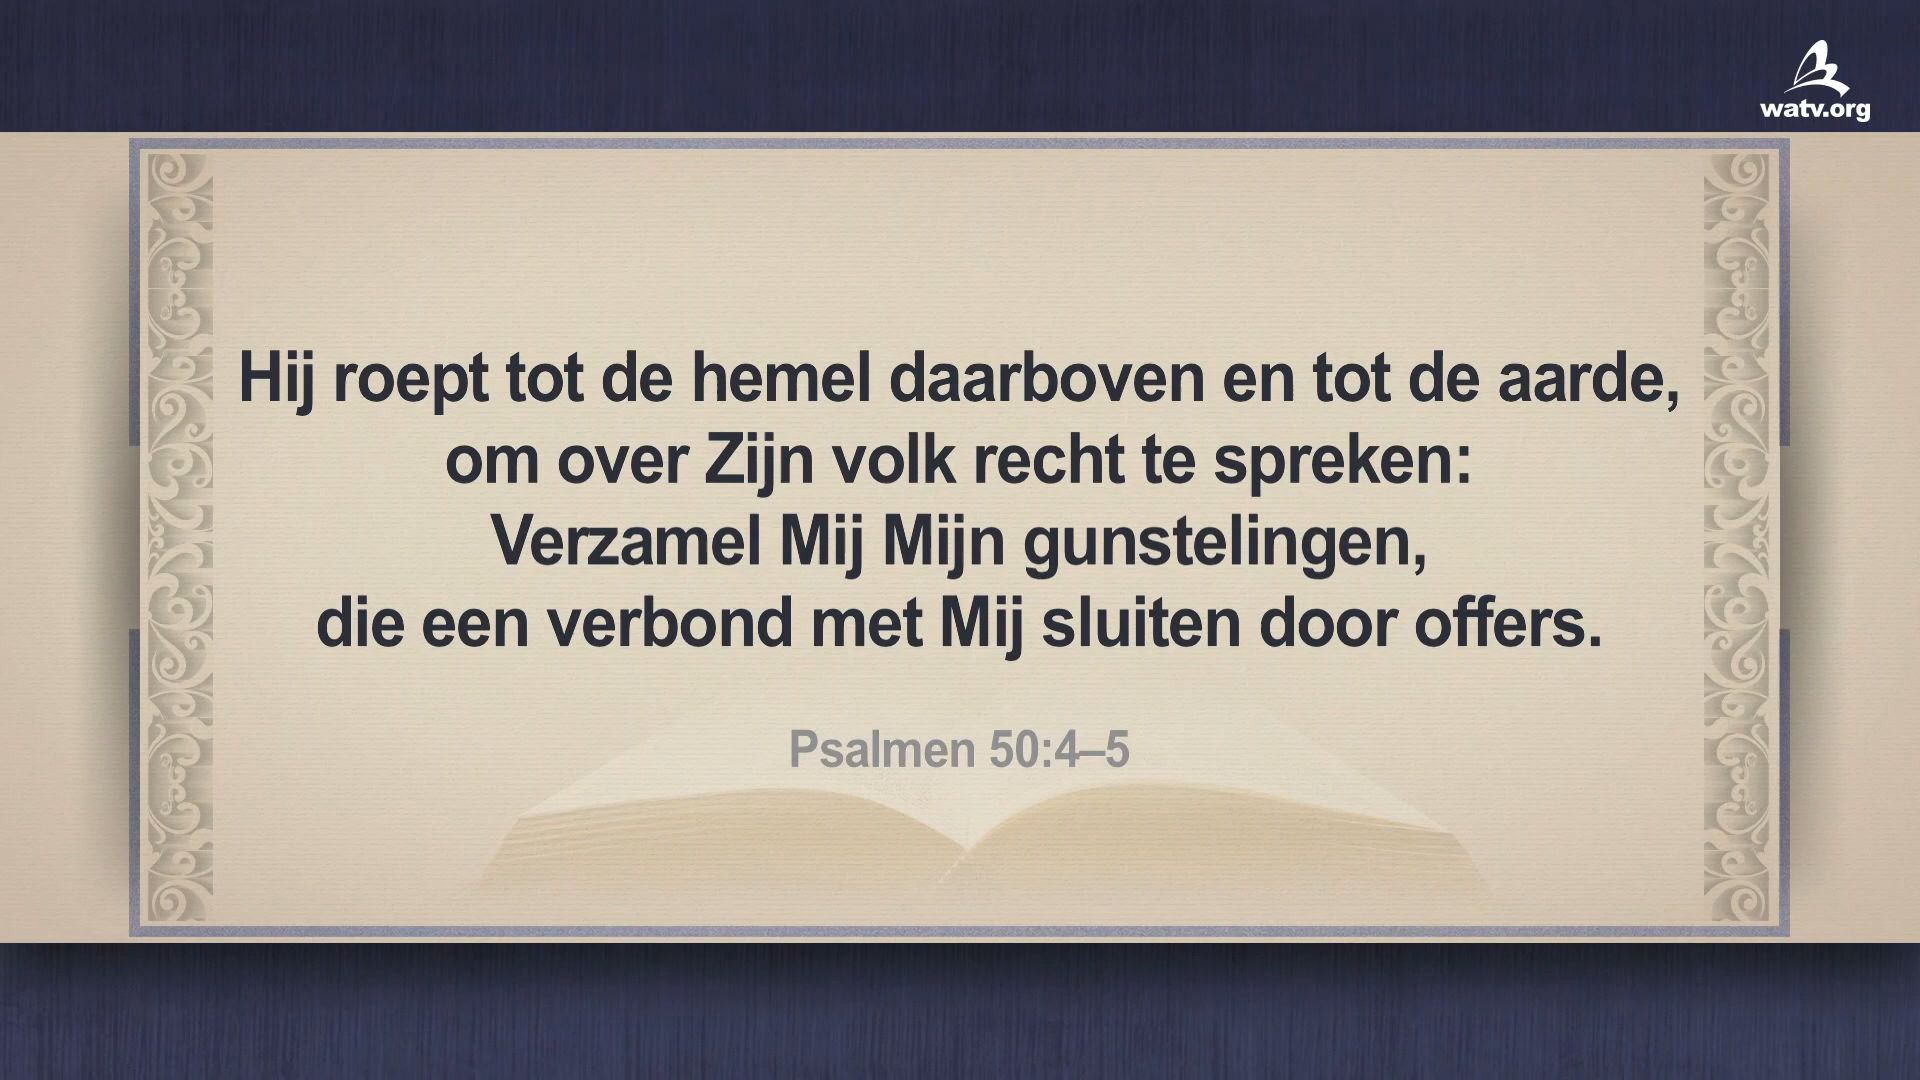 watv.org
Hij roept tot de hemel daarboven en tot de aarde,
om over Zijn volk recht te spreken:
Verzamel Mij Mijn gunstelingen,
die een verbond met Mij sluiten door offers.
Psalmen 50:4–5